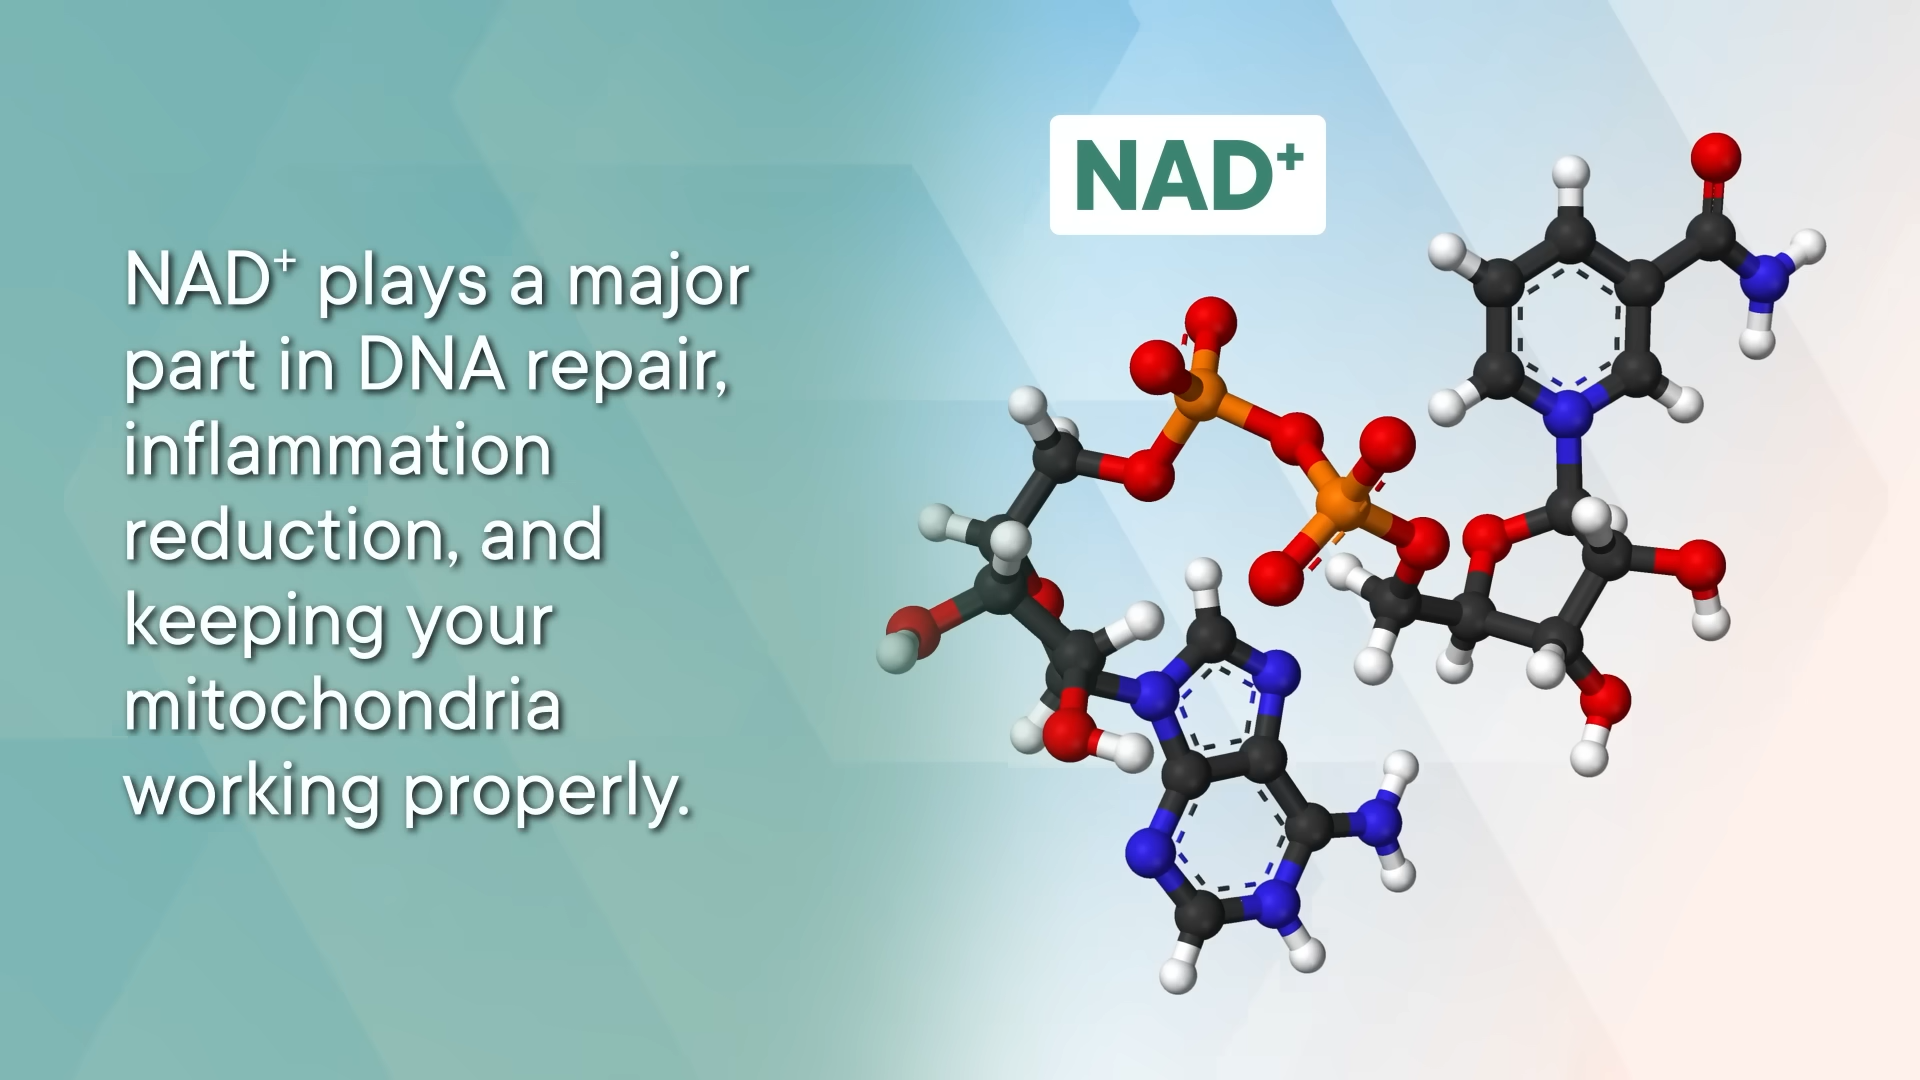 NAD⁺
NAD⁺ plays a major
part in DNA repair,
inflammation
reduction, and
keeping your
mitochondria
working properly.